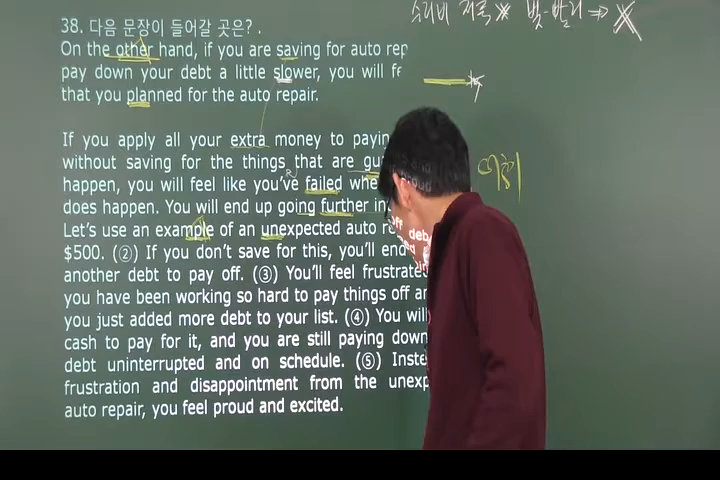 수리비 저축 ※ 빚-빨리 ⇒ ※
38. 다음 문장이 들어갈 곳은? .
On the other hand, if you are saving for auto rep
pay down your debt a little slower, you will fe
that you planned for the auto repair.
If you apply all your extra money to paying
without saving for the things that are gu
happen, you will feel like you've failed whe
does happen. You will end up going further in
off deb
Let's use an example of an unexpected auto re
$500. (②) If you don't save for this, you'll end
another debt to pay off. (③) You'll feel frustrated
you have been working so hard to pay things off an
you just added more debt to your list. (④) You will
cash to pay for it, and you are still paying down
debt uninterrupted and on schedule. (⑤) Inste
frustration and disappointment from the unexp
auto repair, you feel proud and excited.